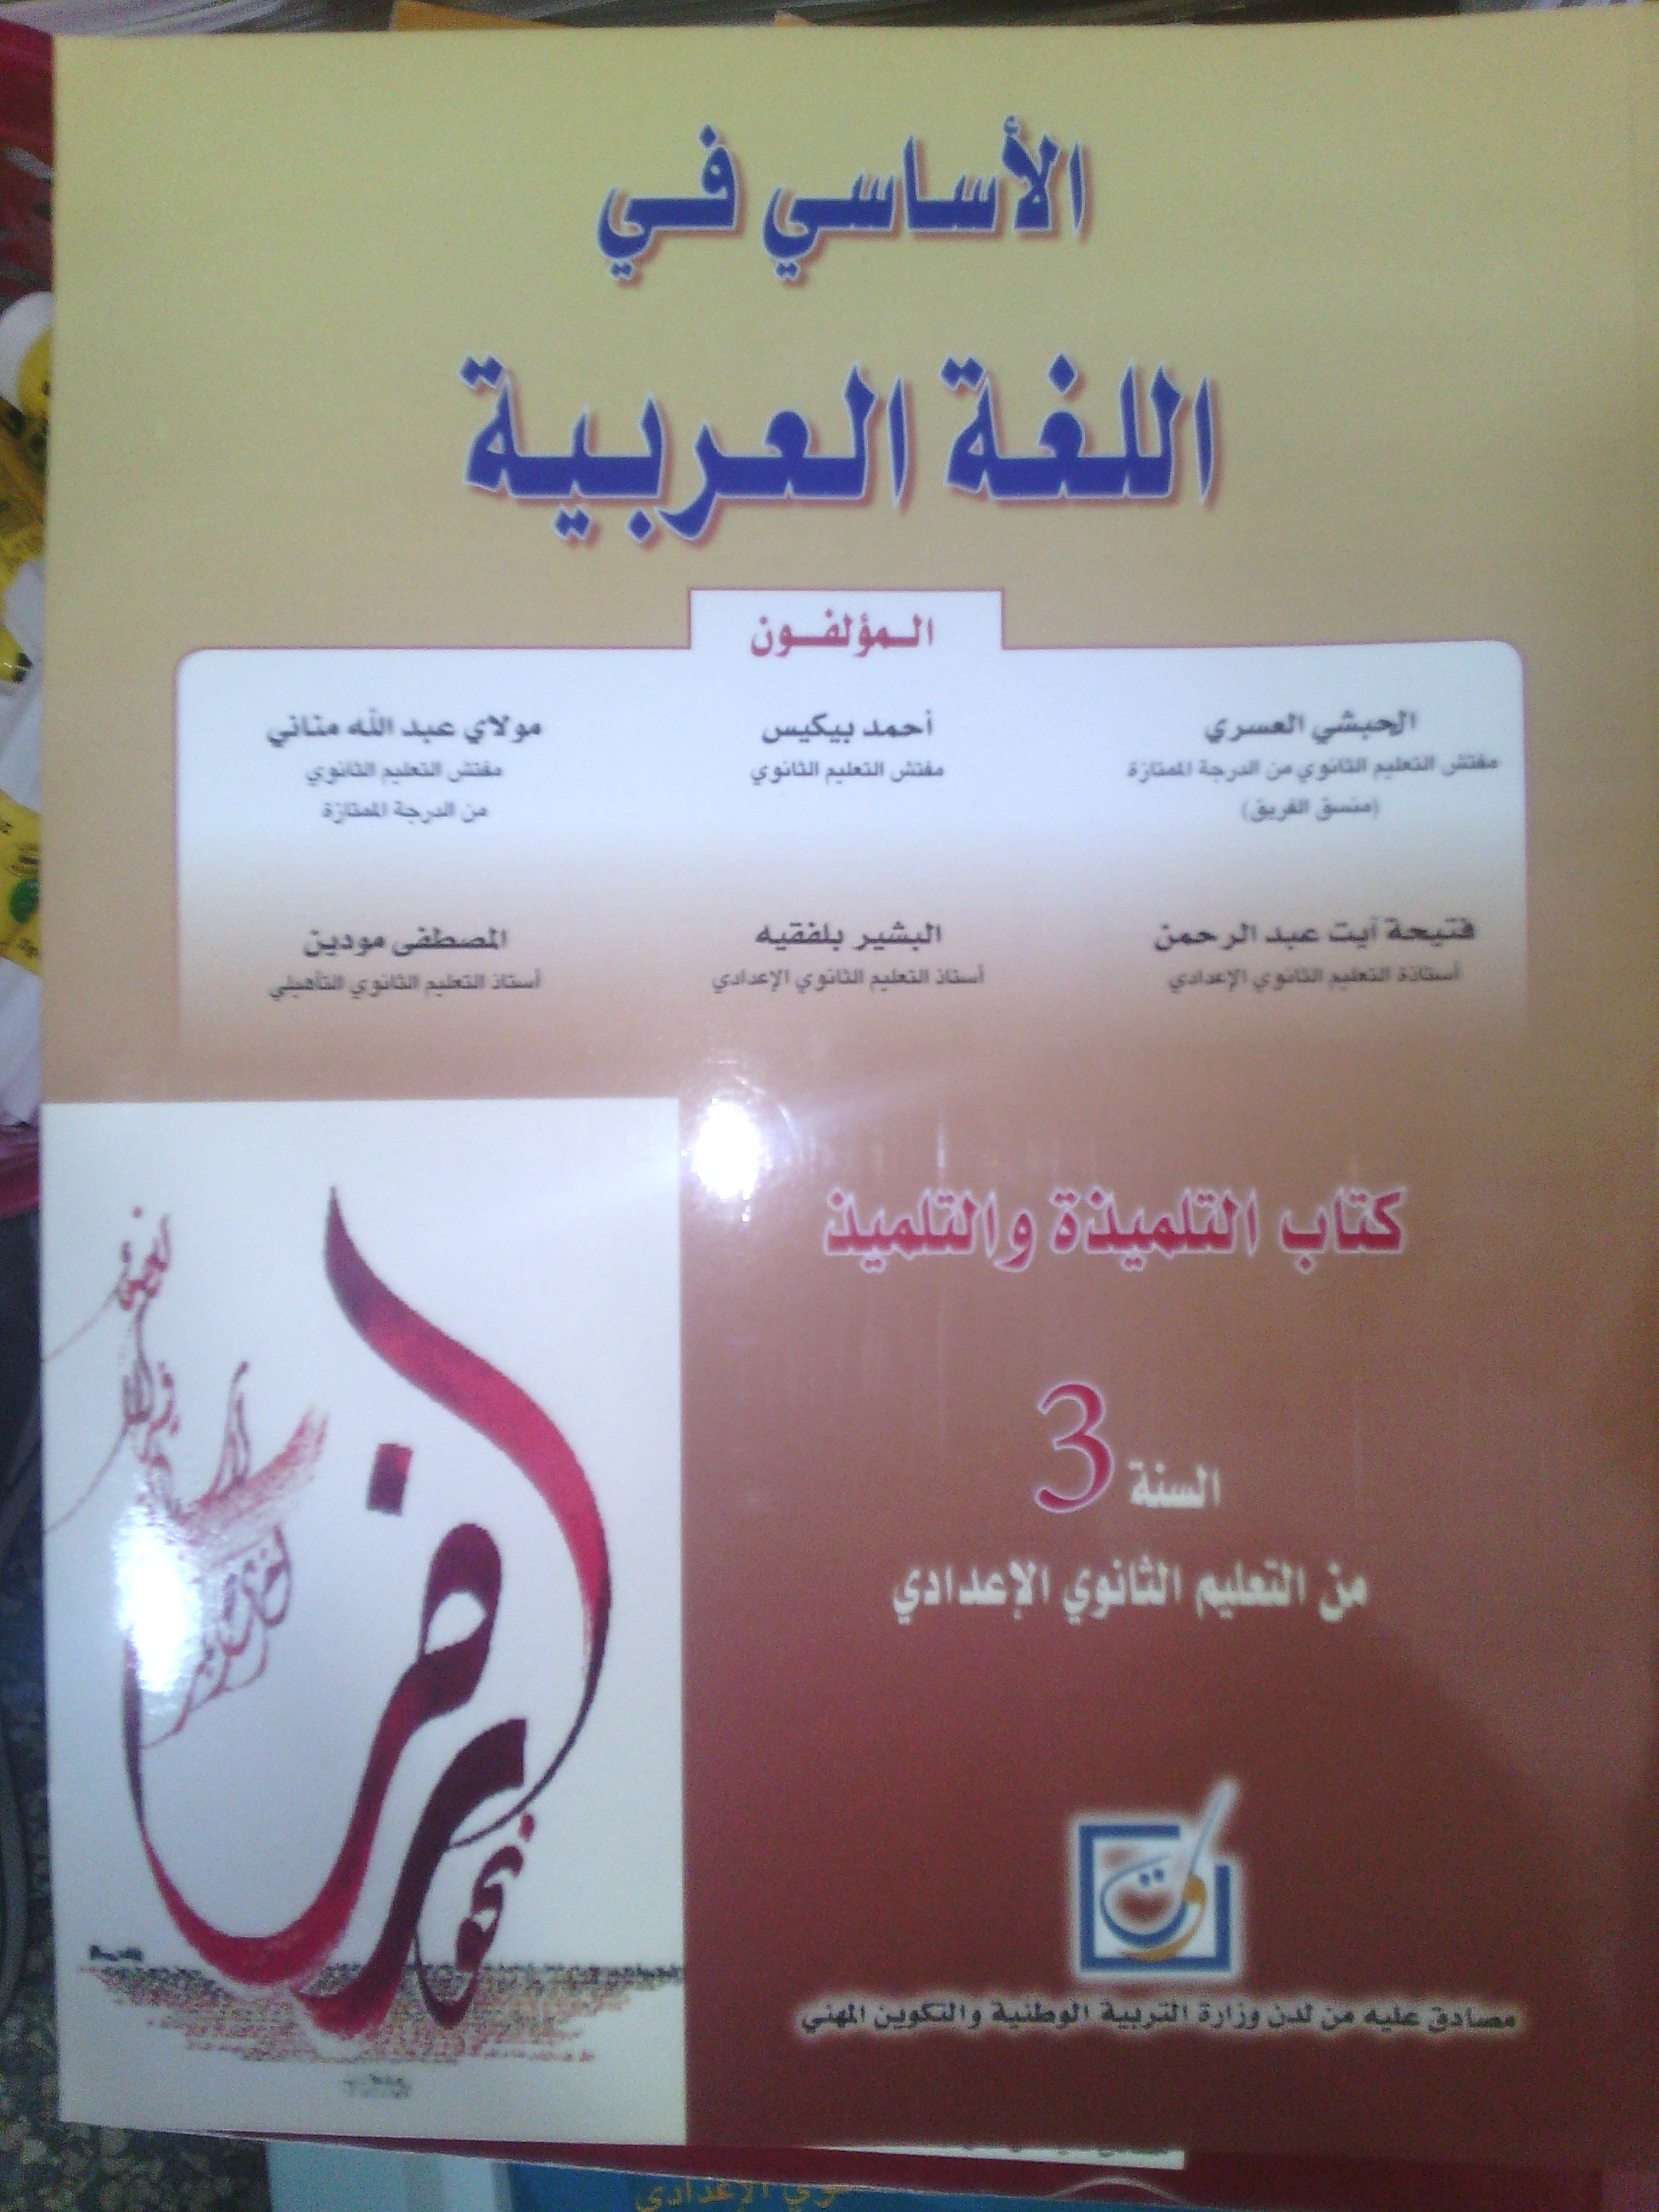 الأساسي في
اللغة العربية
المؤلفون
الحبشي العسري
مفتش التعليم الثانوي من الدرجة الممتازة
(منسق الفريق)
أحمد بيكيس
مفتش التعليم الثانوي
مولاي عبد الله مناني
مفتش التعليم الثانوي
من الدرجة الممتازة
فتيحة آيت عبد الرحمن
أستاذة التعليم الثانوي الإعدادي
البشير بلفقيه
أستاذ التعليم الثانوي الإعدادي
المصطفى مودين
أستاذ التعليم الثانوي التأهيلي
كتاب التلميذة والتلميذ
السنة 3
من التعليم الثانوي الإعدادي
مصادق عليه من لدن وزارة التربية الوطنية والتكوين المهني
الإعدادي